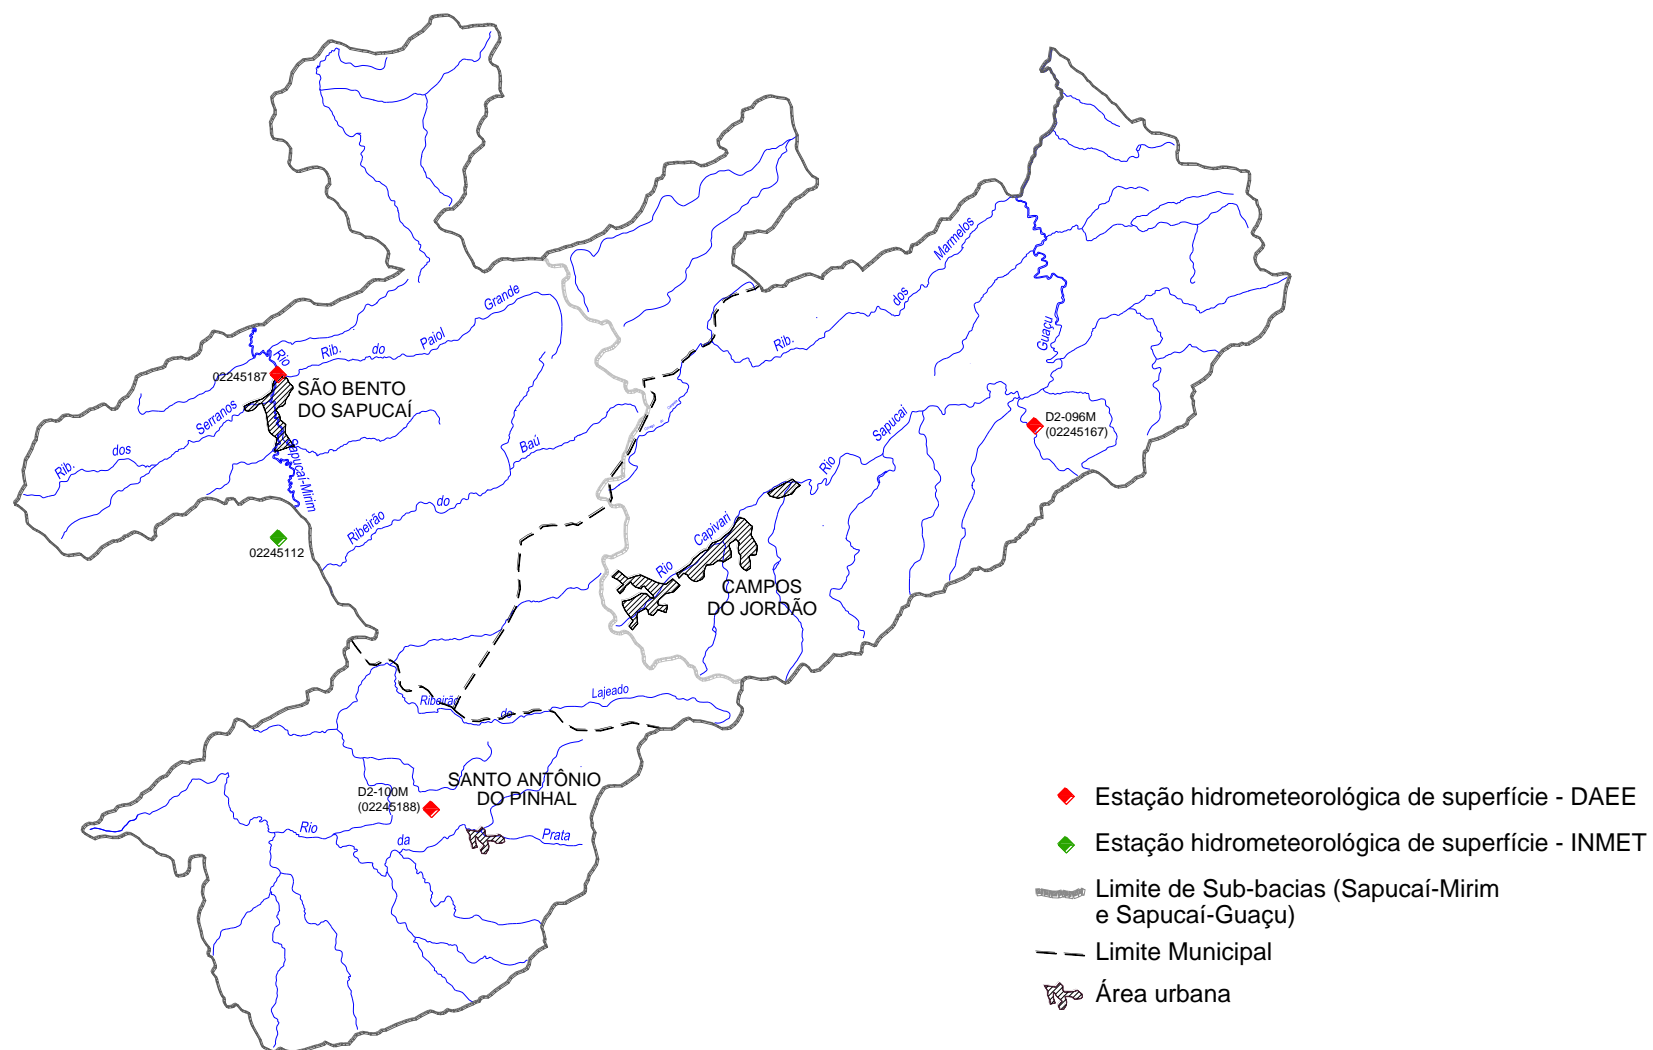 Marmelos
dos
Rib.
Guaçu
Grande
Paiol
do
Rib.
Rio
02245187
SÃO BENTO
DO SAPUCAÍ
Serranos
dos
Rib.
Sapucaí-Mirim
Baú
do
Ribeirão
02245112
D2-096M
(02245167)
Sapucaí
Rio
Capivari
Rio
CAMPOS
DO JORDÃO
Lajeado
do
Ribeirão
SANTO ANTÔNIO
DO PINHAL
D2-100M
(02245188)
Rio
da
Prata
Estação hidrometeorológica de superfície - DAEE
Estação hidrometeorológica de superfície - INMET
Limite de Sub-bacias (Sapucaí-Mirim
e Sapucaí-Guaçu)
Limite Municipal
Área urbana